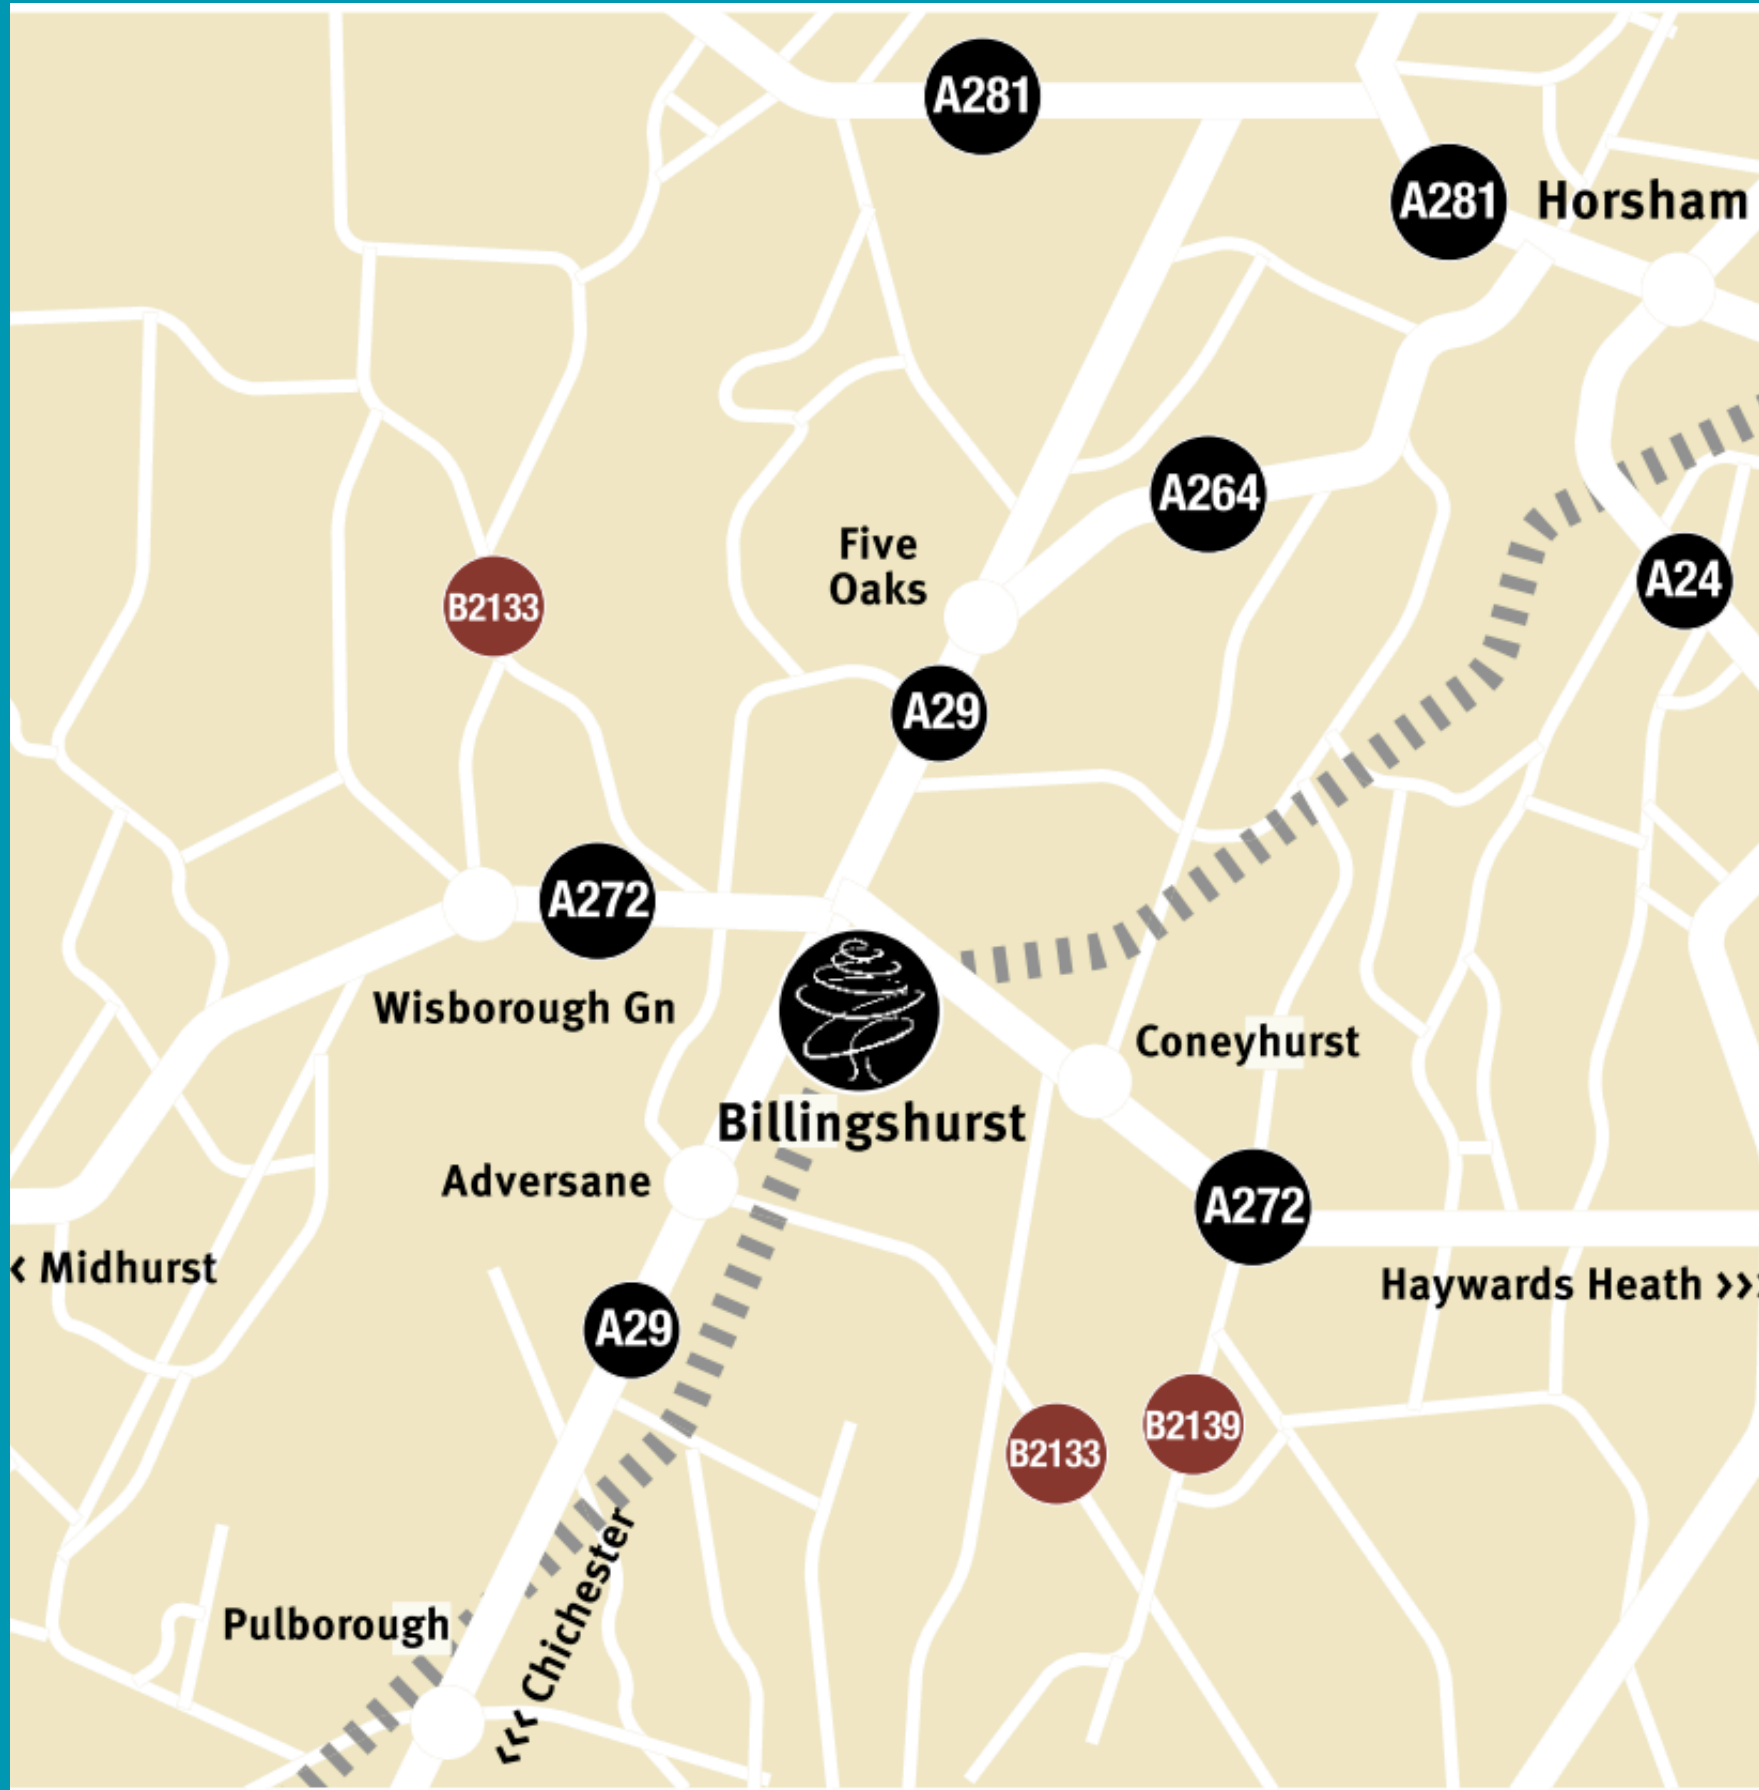 A281
A281
Horsham
A264
Five
Oaks
A24
B2133
A29
A272
Wisborough Gn
Coneyhurst
Billingshurst
Adversane
A272
‹ Midhurst
Haywards Heath ›››
A29
B2139
B2133
‹‹‹ Chichester
Pulborough